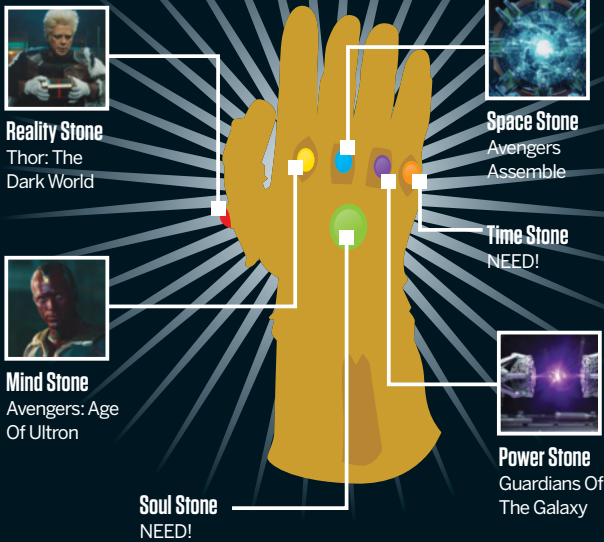 Reality Stone
Thor: The
Dark World
Space Stone
Avengers
Assemble
Time Stone
NEED!
Mind Stone
Avengers: Age
Of Ultron
Power Stone
Guardians Of
The Galaxy
Soul Stone
NEED!